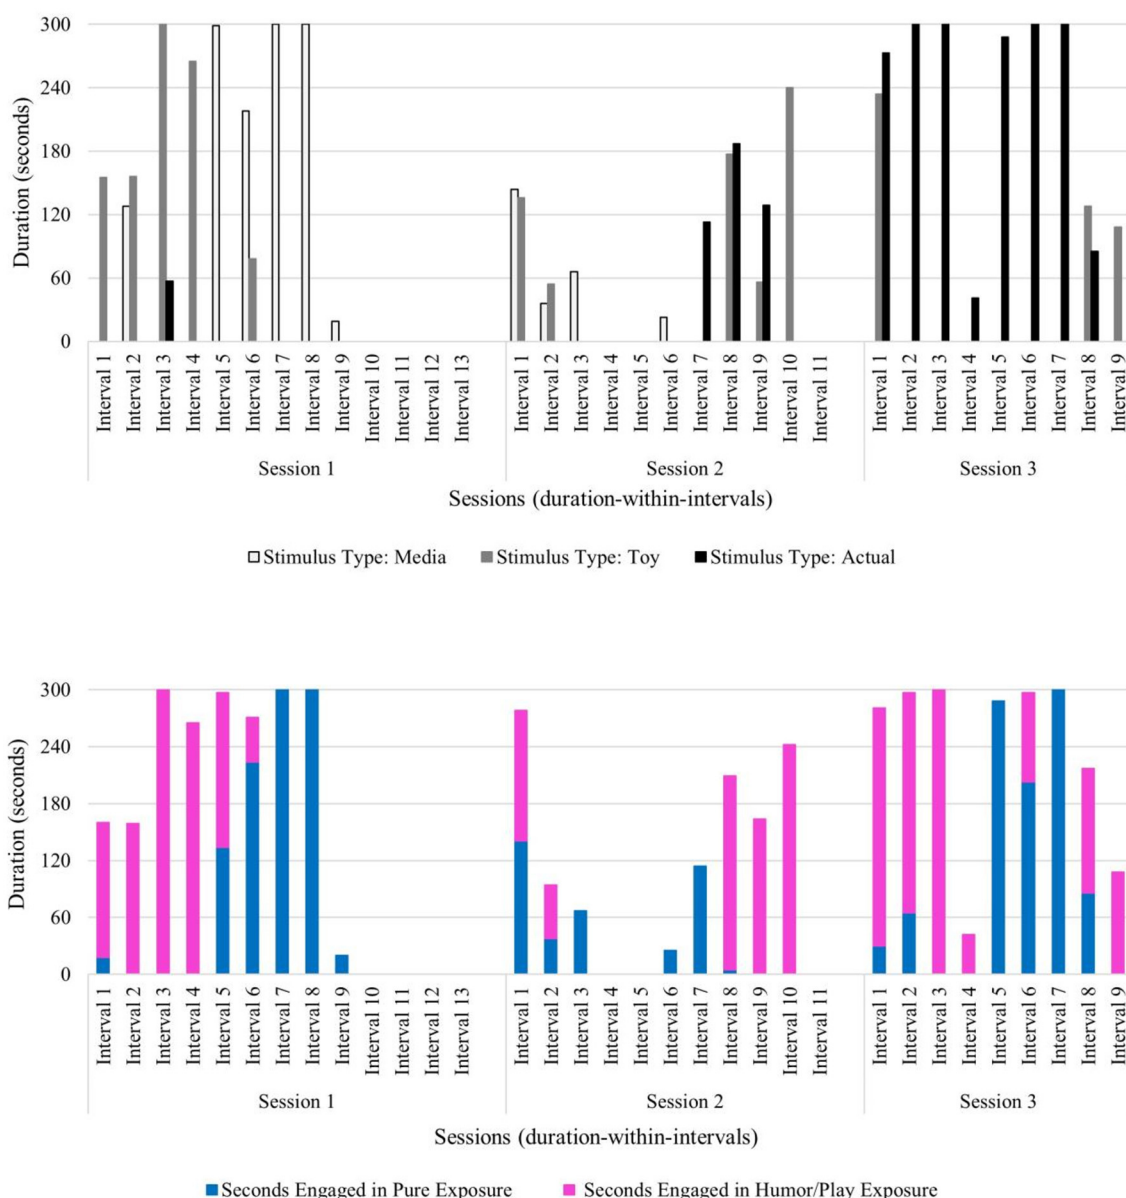 300
240
180
120
60
0
Duration (seconds)
Interval 1
Interval 2
Interval 3
Interval 4
Interval 5
Interval 6
Interval 7
Interval 8
Interval 9
Interval 10
Interval 11
Interval 12
Interval 13
Interval 1
Interval 2
Interval 3
Interval 4
Interval 5
Interval 6
Interval 7
Interval 8
Interval 9
Interval 10
Interval 11
Interval 1
Interval 2
Interval 3
Interval 4
Interval 5
Interval 6
Interval 7
Interval 8
Interval 9
Session 1
Session 2
Session 3
Sessions (duration-within-intervals)
Stimulus Type: Media
Stimulus Type: Toy
Stimulus Type: Actual
300
240
180
120
60
0
Duration (seconds)
Interval 1
Interval 2
Interval 3
Interval 4
Interval 5
Interval 6
Interval 7
Interval 8
Interval 9
Interval 10
Interval 11
Interval 12
Interval 13
Interval 1
Interval 2
Interval 3
Interval 4
Interval 5
Interval 6
Interval 7
Interval 8
Interval 9
Interval 10
Interval 11
Interval 1
Interval 2
Interval 3
Interval 4
Interval 5
Interval 6
Interval 7
Interval 8
Interval 9
Session 1
Session 2
Session 3
Sessions (duration-within-intervals)
Seconds Engaged in Pure Exposure
Seconds Engaged in Humor/Play Exposure